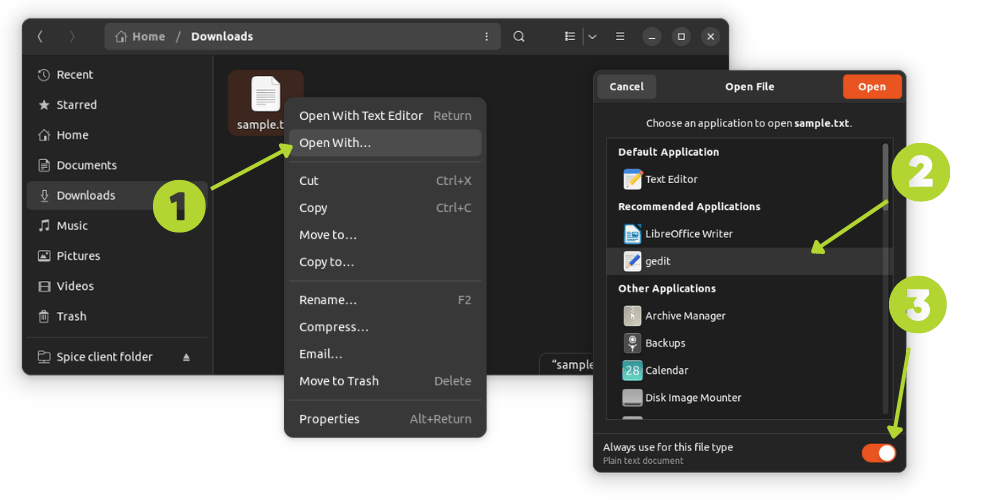 Home / Downloads
Recent
Starred
Home
Documents
Downloads
Music
Pictures
Videos
Trash
Spice client folder
sample.t
Open With Text Editor Return
Open With…
Cut Ctrl+X
Copy Ctrl+C
Move to…
Copy to…
Rename… F2
Compress…
Email…
Move to Trash Delete
Properties Alt+Return
"sample
1
Cancel Open File Open
Choose an application to open sample.txt.
Default Application
Text Editor
Recommended Applications
LibreOffice Writer
gedit
Other Applications
Archive Manager
Backups
28 Calendar
Disk Image Mounter
Always use for this file type
Plain text document
2
3